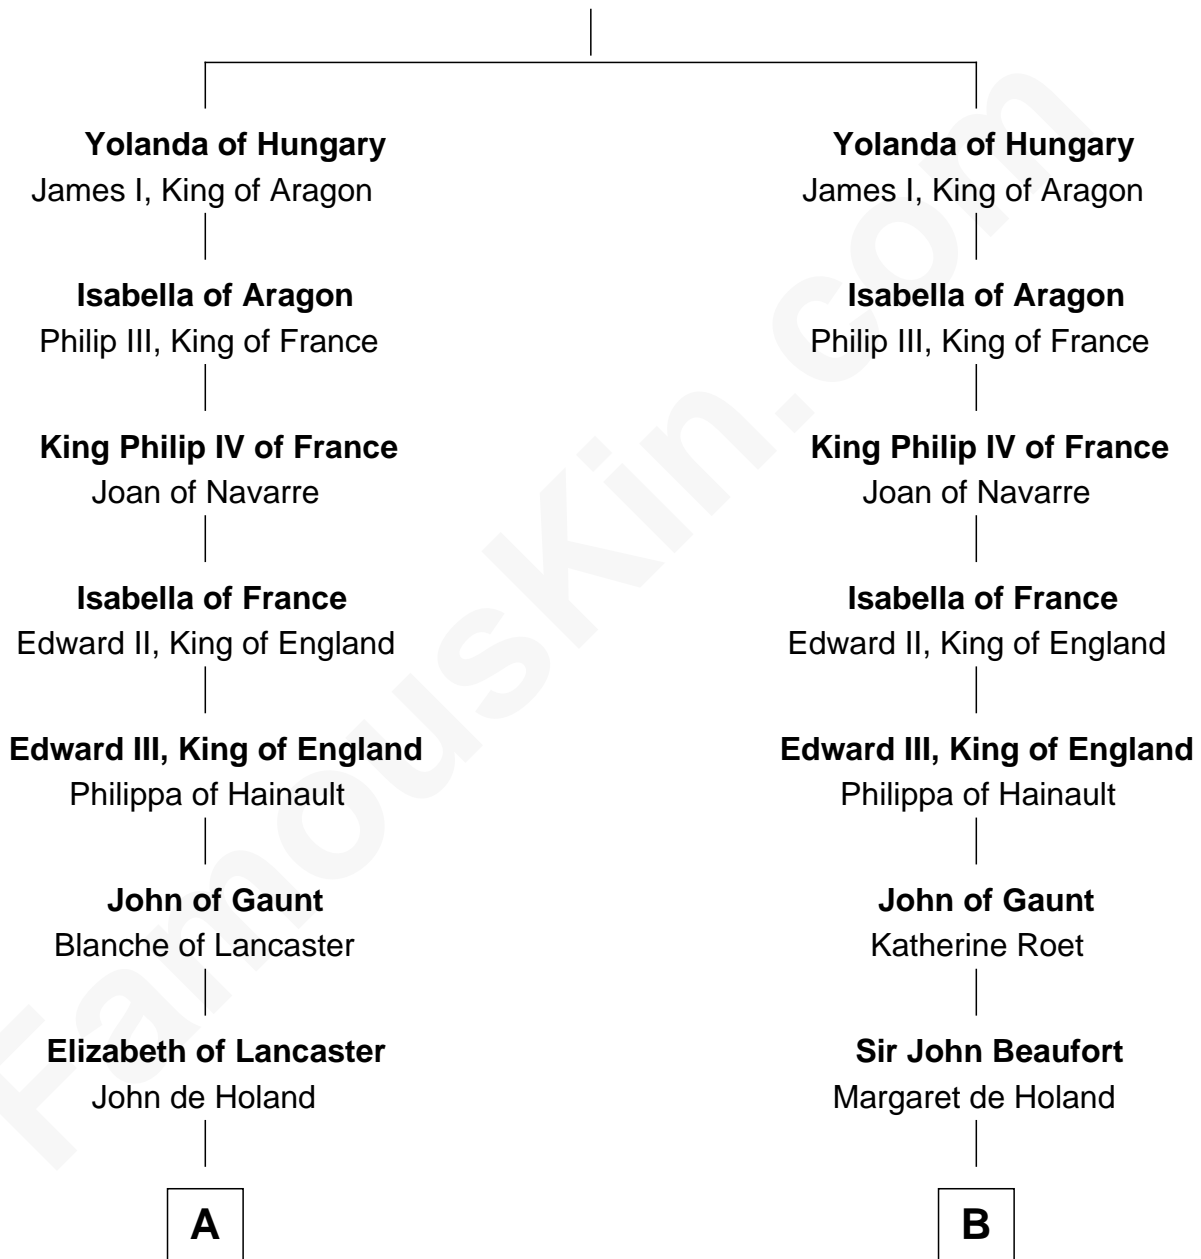 Yolanda of Hungary
James I, King of Aragon
Isabella of Aragon
Philip III, King of France
King Philip IV of France
Joan of Navarre
Isabella of France
Edward II, King of England
Edward III, King of England
Philippa of Hainault
John of Gaunt
Blanche of Lancaster
Elizabeth of Lancaster
John de Holand
A
Yolanda of Hungary
James I, King of Aragon
Isabella of Aragon
Philip III, King of France
King Philip IV of France
Joan of Navarre
Isabella of France
Edward II, King of England
Edward III, King of England
Philippa of Hainault
John of Gaunt
Katherine Roet
Sir John Beaufort
Margaret de Holand
B
FamousKin.com